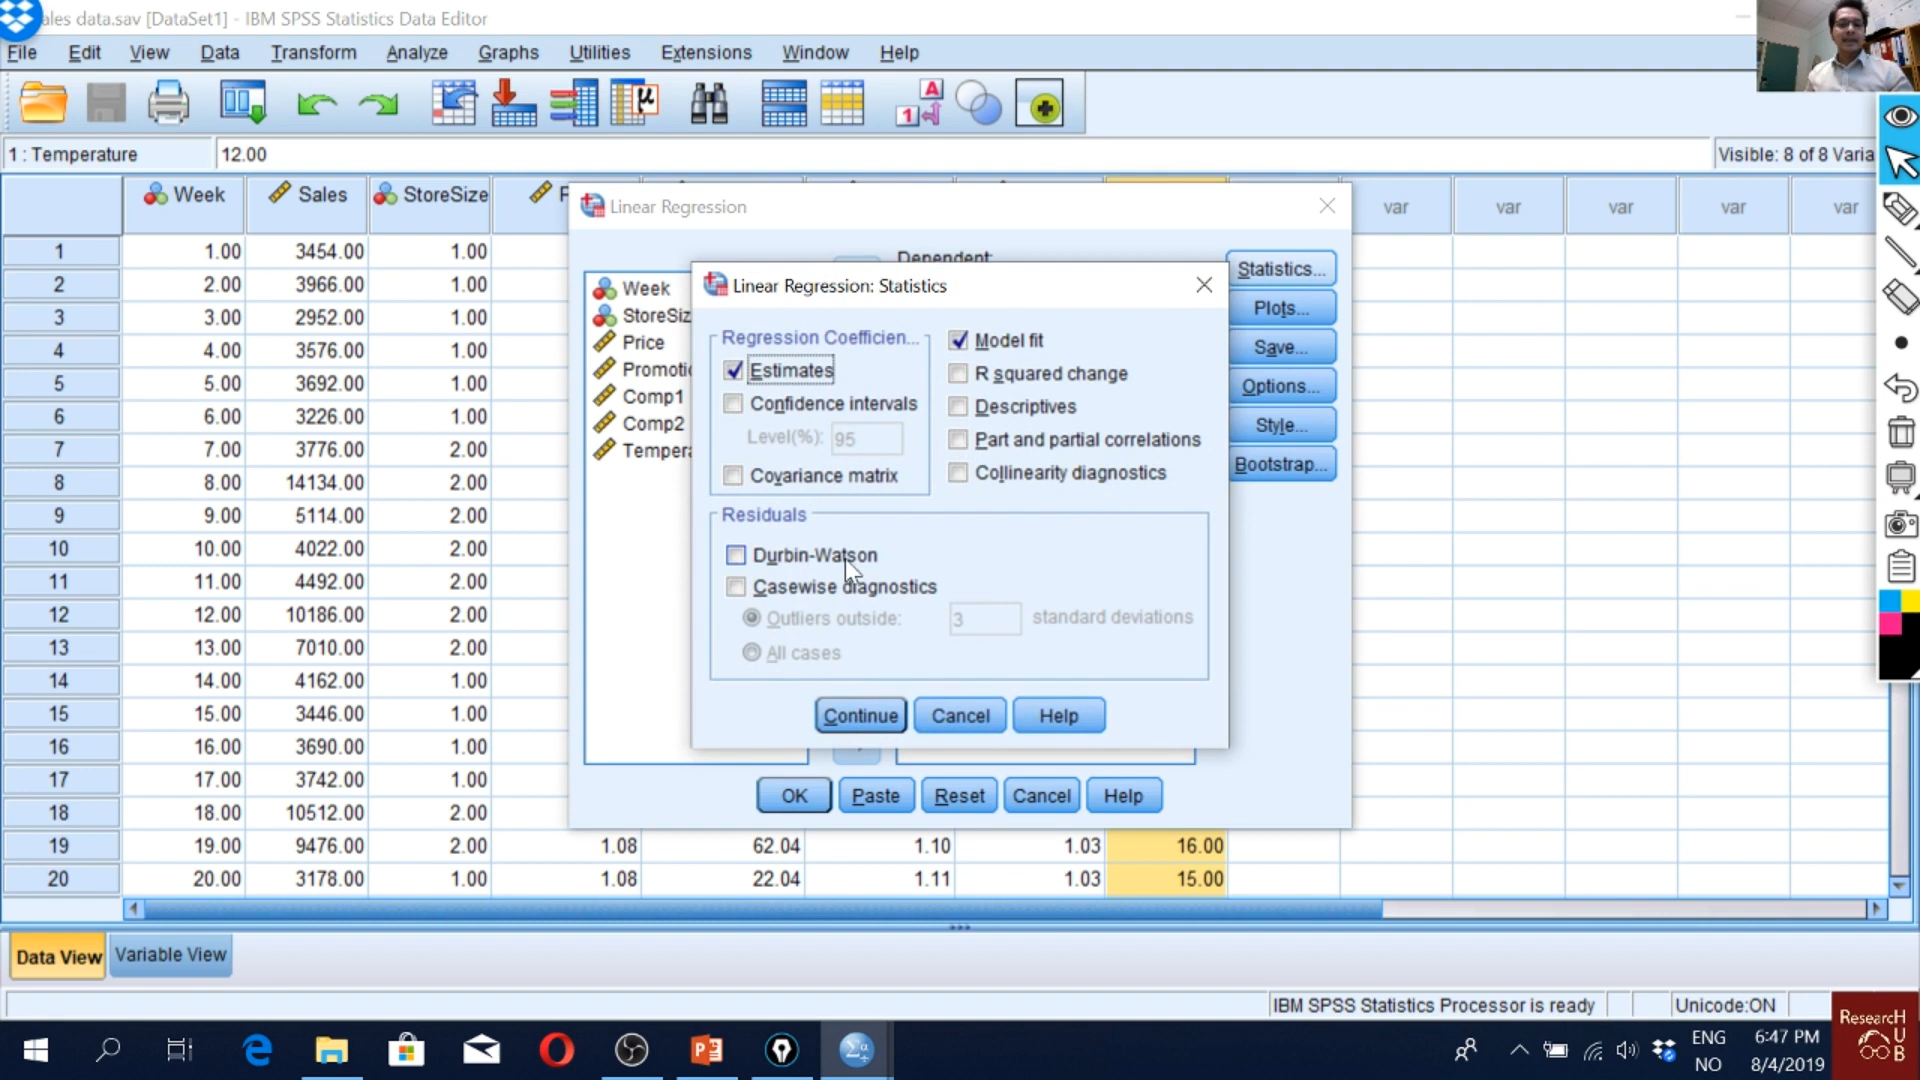 ales data.sav [DataSet1] - IBM SPSS Statistics Data Editor
File Edit View Data Transform Analyze Graphs Utilities Extensions Window Help
1 : Temperature 12.00 Visible: 8 of 8 Varia
Week Sales StoreSize P var var var var var
1 1.00 3454.00 1.00
2 2.00 3966.00 1.00
3 3.00 2952.00 1.00
4 4.00 3576.00 1.00
5 5.00 3692.00 1.00
6 6.00 3226.00 1.00
7 7.00 3776.00 2.00
8 8.00 14134.00 2.00
9 9.00 5114.00 2.00
10 10.00 4022.00 2.00
11 11.00 4492.00 2.00
12 12.00 10186.00 2.00
13 13.00 7010.00 2.00
14 14.00 4162.00 1.00
15 15.00 3446.00 1.00
16 16.00 3690.00 1.00
17 17.00 3742.00 1.00
18 18.00 10512.00 2.00
19 19.00 9476.00 2.00 1.08 62.04 1.10 1.03 16.00
20 20.00 3178.00 1.00 1.08 22.04 1.11 1.03 15.00
Linear Regression
Dependent:
Week
StoreSiz
Price
Promotio
Comp1
Comp2
Tempera
Statistics...
Plots...
Save...
Options...
Style...
Bootstrap...
Linear Regression: Statistics
Regression Coefficien...
Estimates
Confidence intervals
Level(%): 95
Covariance matrix
Model fit
R squared change
Descriptives
Part and partial correlations
Collinearity diagnostics
Residuals
Durbin-Watson
Casewise diagnostics
Outliers outside: 3 standard deviations
All cases
Continue Cancel Help
OK Paste Reset Cancel Help
Data View Variable View
IBM SPSS Statistics Processor is ready Unicode:ON
ENG
NO
6:47 PM
8/4/2019
ResearcH
U
B